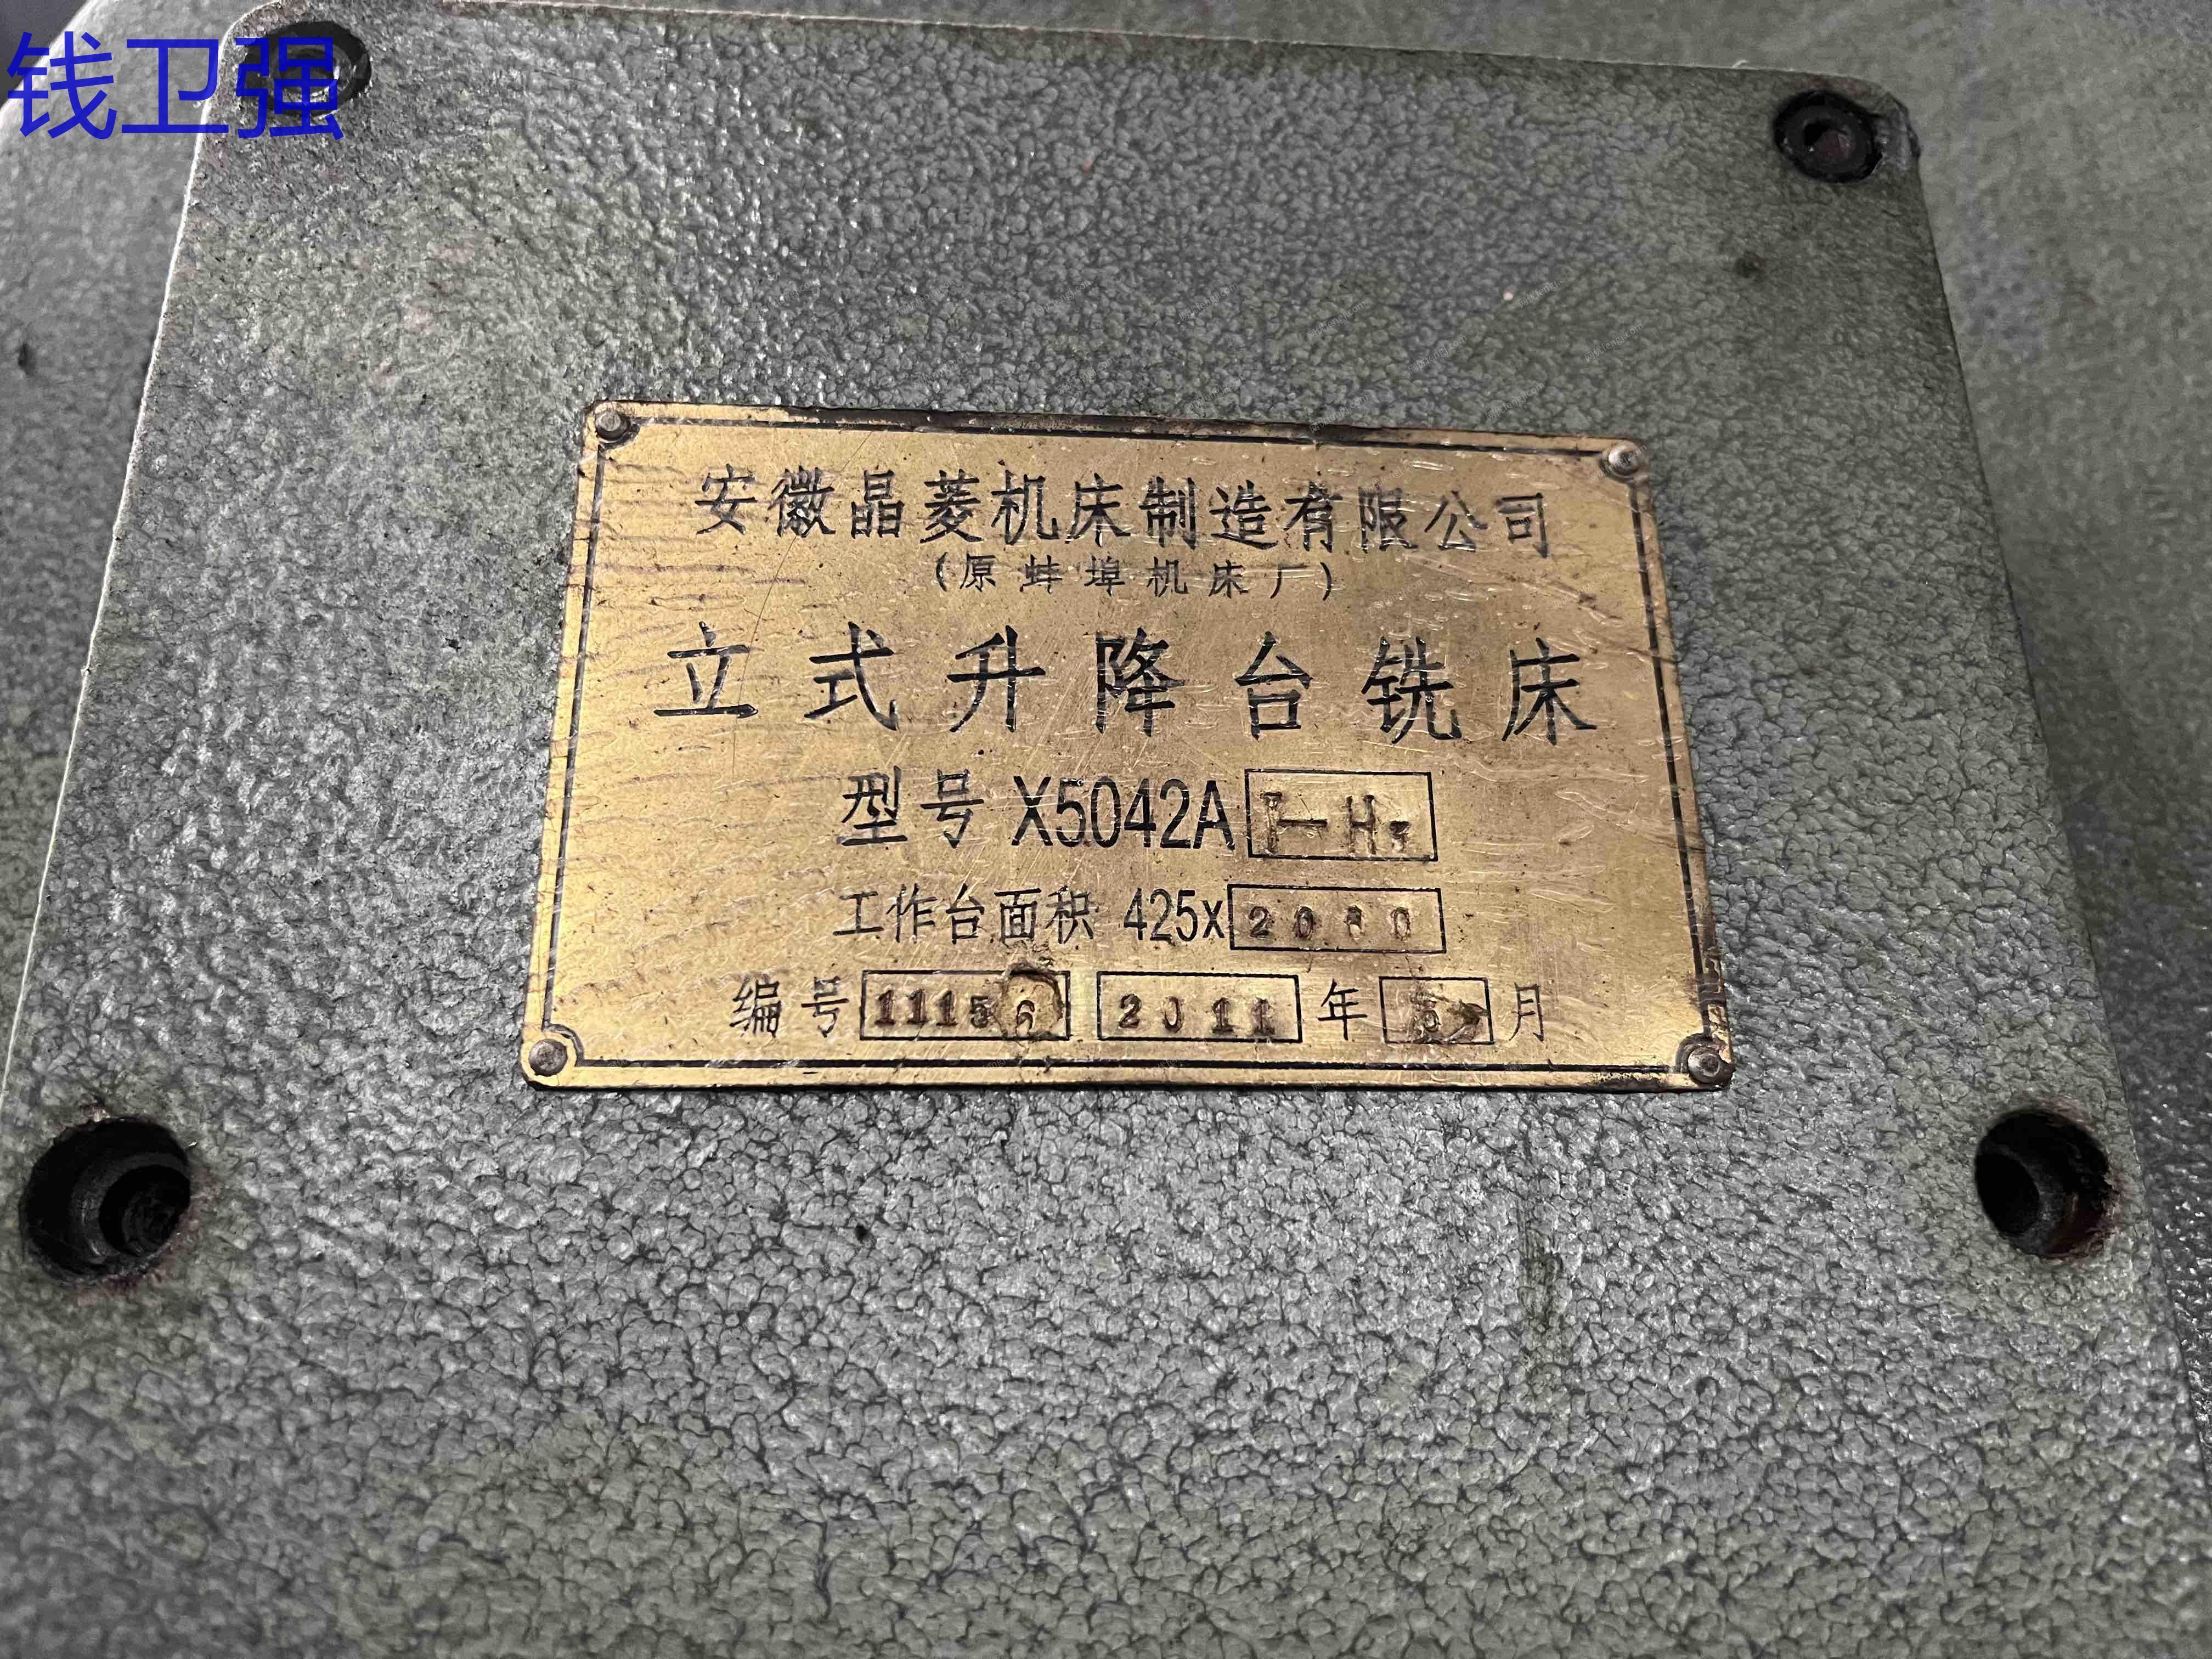 钱卫强
安徽晶菱机床制造有限公司
(原蚌埠机床厂)
立式升降台铣床
型号 X5042A
工作台面积 425x
编号 11156 2011 年 月